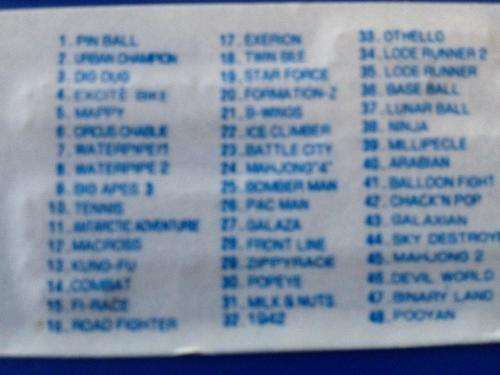 1. PIN BALL
2. URBAN CHAMPION
3. DIG DUG
4. EXCITE BIKE
5. MAPPY
6. CIRCUS CHARLIE
7. WATERPIPE/1
8. WATERPIPE 2
9. BIG APES 3
10. TENNIS
11. ANTARCTIC ADVENTURE
12. MACROSS
13. KUNG-FU
14. COMBAT
15. F1-RACE
16. ROAD FIGHTER
17. EXERION
18. TWIN BEE
19. STAR FORCE
20. FORMATION-Z
21. B-WINGS
22. ICE CLIMBER
23. BATTLE CITY
24. MAHJONG"4"
25. BOMBER MAN
26. PAC MAN
27. GALAZA
28. FRONT LINE
29. ZIPPYRACE
30. POPEYE
31. MILK & NUTS
32. 1942
33. OTHELLO
34. LODE RUNNER 2
35. LODE RUNNER
36. BASE BALL
37. LUNAR BALL
38. NINJA
39. MILLIPECLE
40. ARABIAN
41. BALLOON FIGHT
42. CHACK'N POP
43. GALAXIAN
44. SKY DESTROY
45. MAHJONG 2
46. DEVIL WORLD
47. BINARY LAND
48. POOYAN